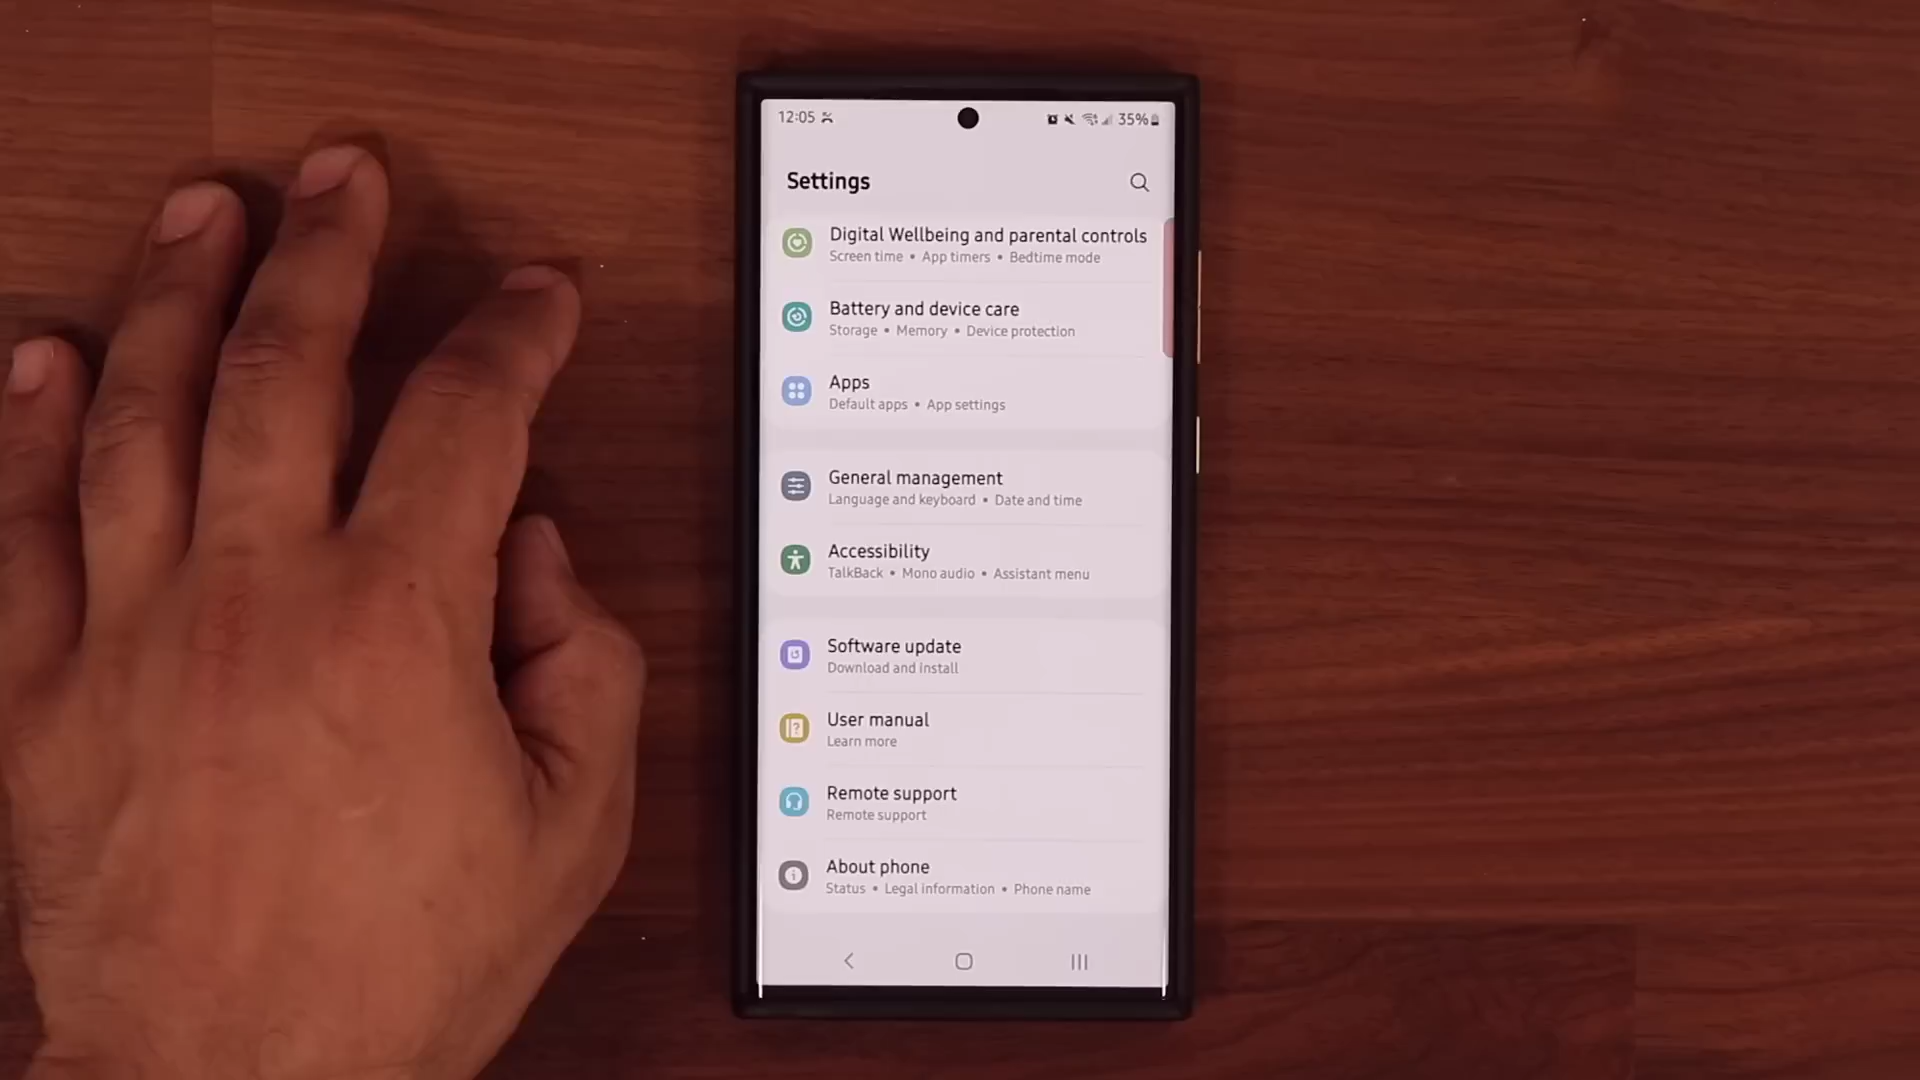 12:05
35%
Settings
Digital Wellbeing and parental controls
Screen time • App timers • Bedtime mode
Battery and device care
Storage • Memory • Device protection
Apps
Default apps • App settings
General management
Language and keyboard • Date and time
Accessibility
TalkBack • Mono audio • Assistant menu
Software update
Download and install
User manual
Learn more
Remote support
Remote support
About phone
Status • Legal information • Phone name